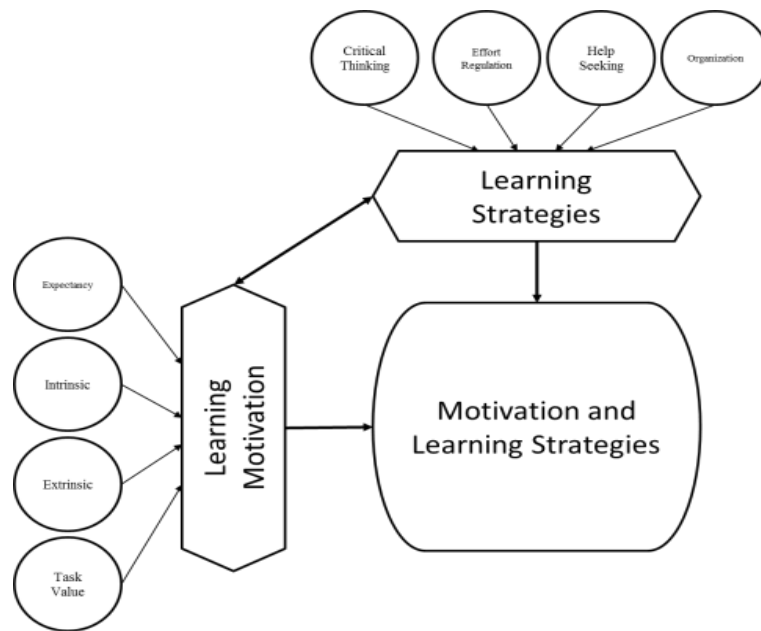 Critical
Thinking
Effort
Regulation
Help
Seeking
Organization
Learning
Strategies
Expectancy
Intrinsic
Extrinsic
Task
Value
Learning
Motivation
Motivation and
Learning Strategies